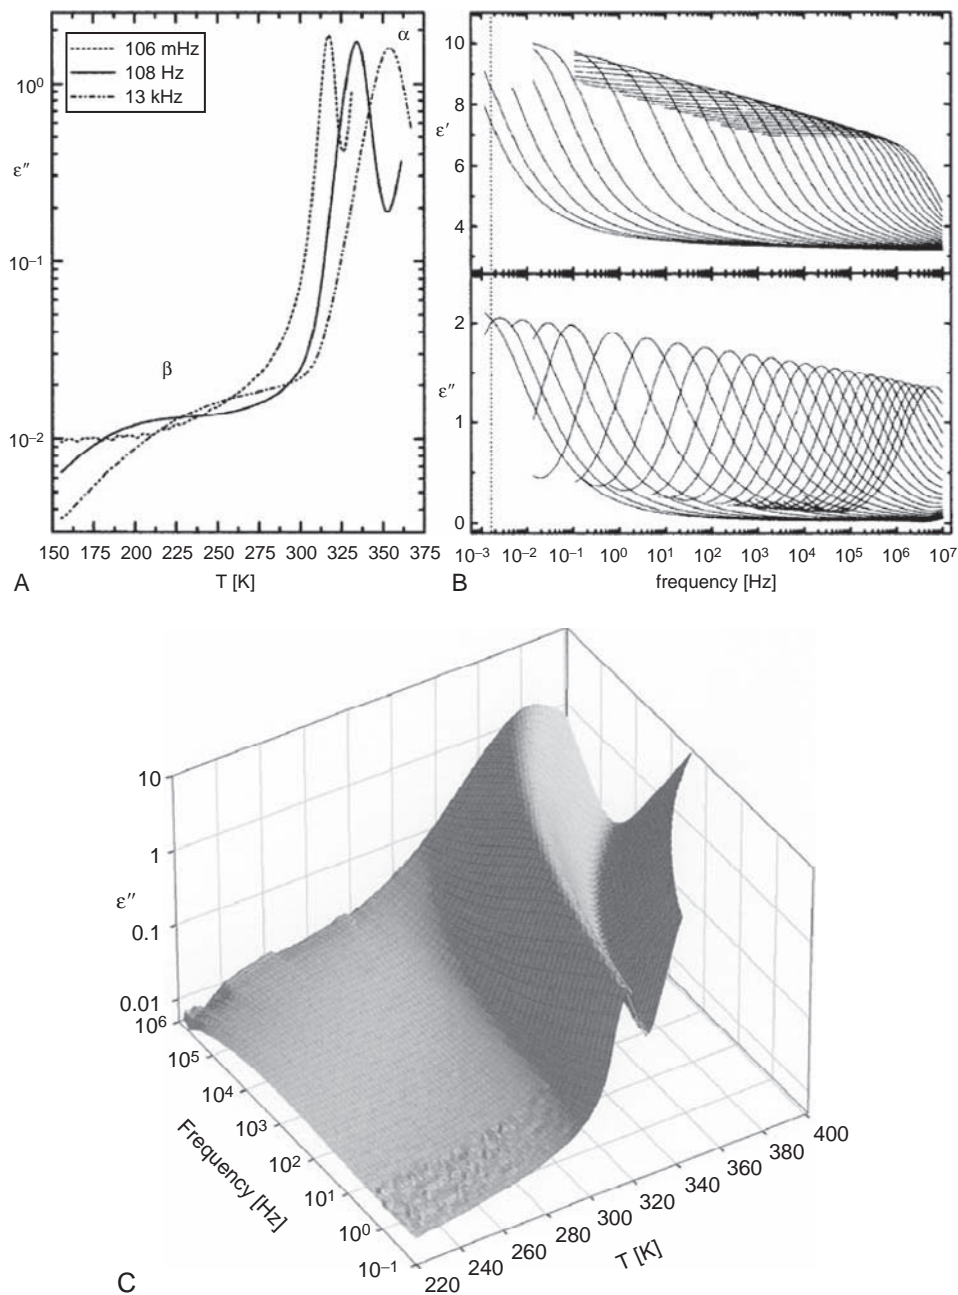 106 mHz
108 Hz
13 kHz
α
β
10⁰
ε″
10⁻¹
10⁻²
150 175 200 225 250 275 300 325 350 375
T [K]
A
10
8
ε′
6
4
2
ε″
1
0
10⁻³ 10⁻² 10⁻¹ 10⁰ 10¹ 10² 10³ 10⁴ 10⁵ 10⁶ 10⁷
frequency [Hz]
B
10
1
ε″
0.1
0.01
10⁶
10⁵
10⁴
10³
10²
10¹
10⁰
10⁻¹
Frequency [Hz]
220 240 260 280 300 320 340 360 380 400
T [K]
C